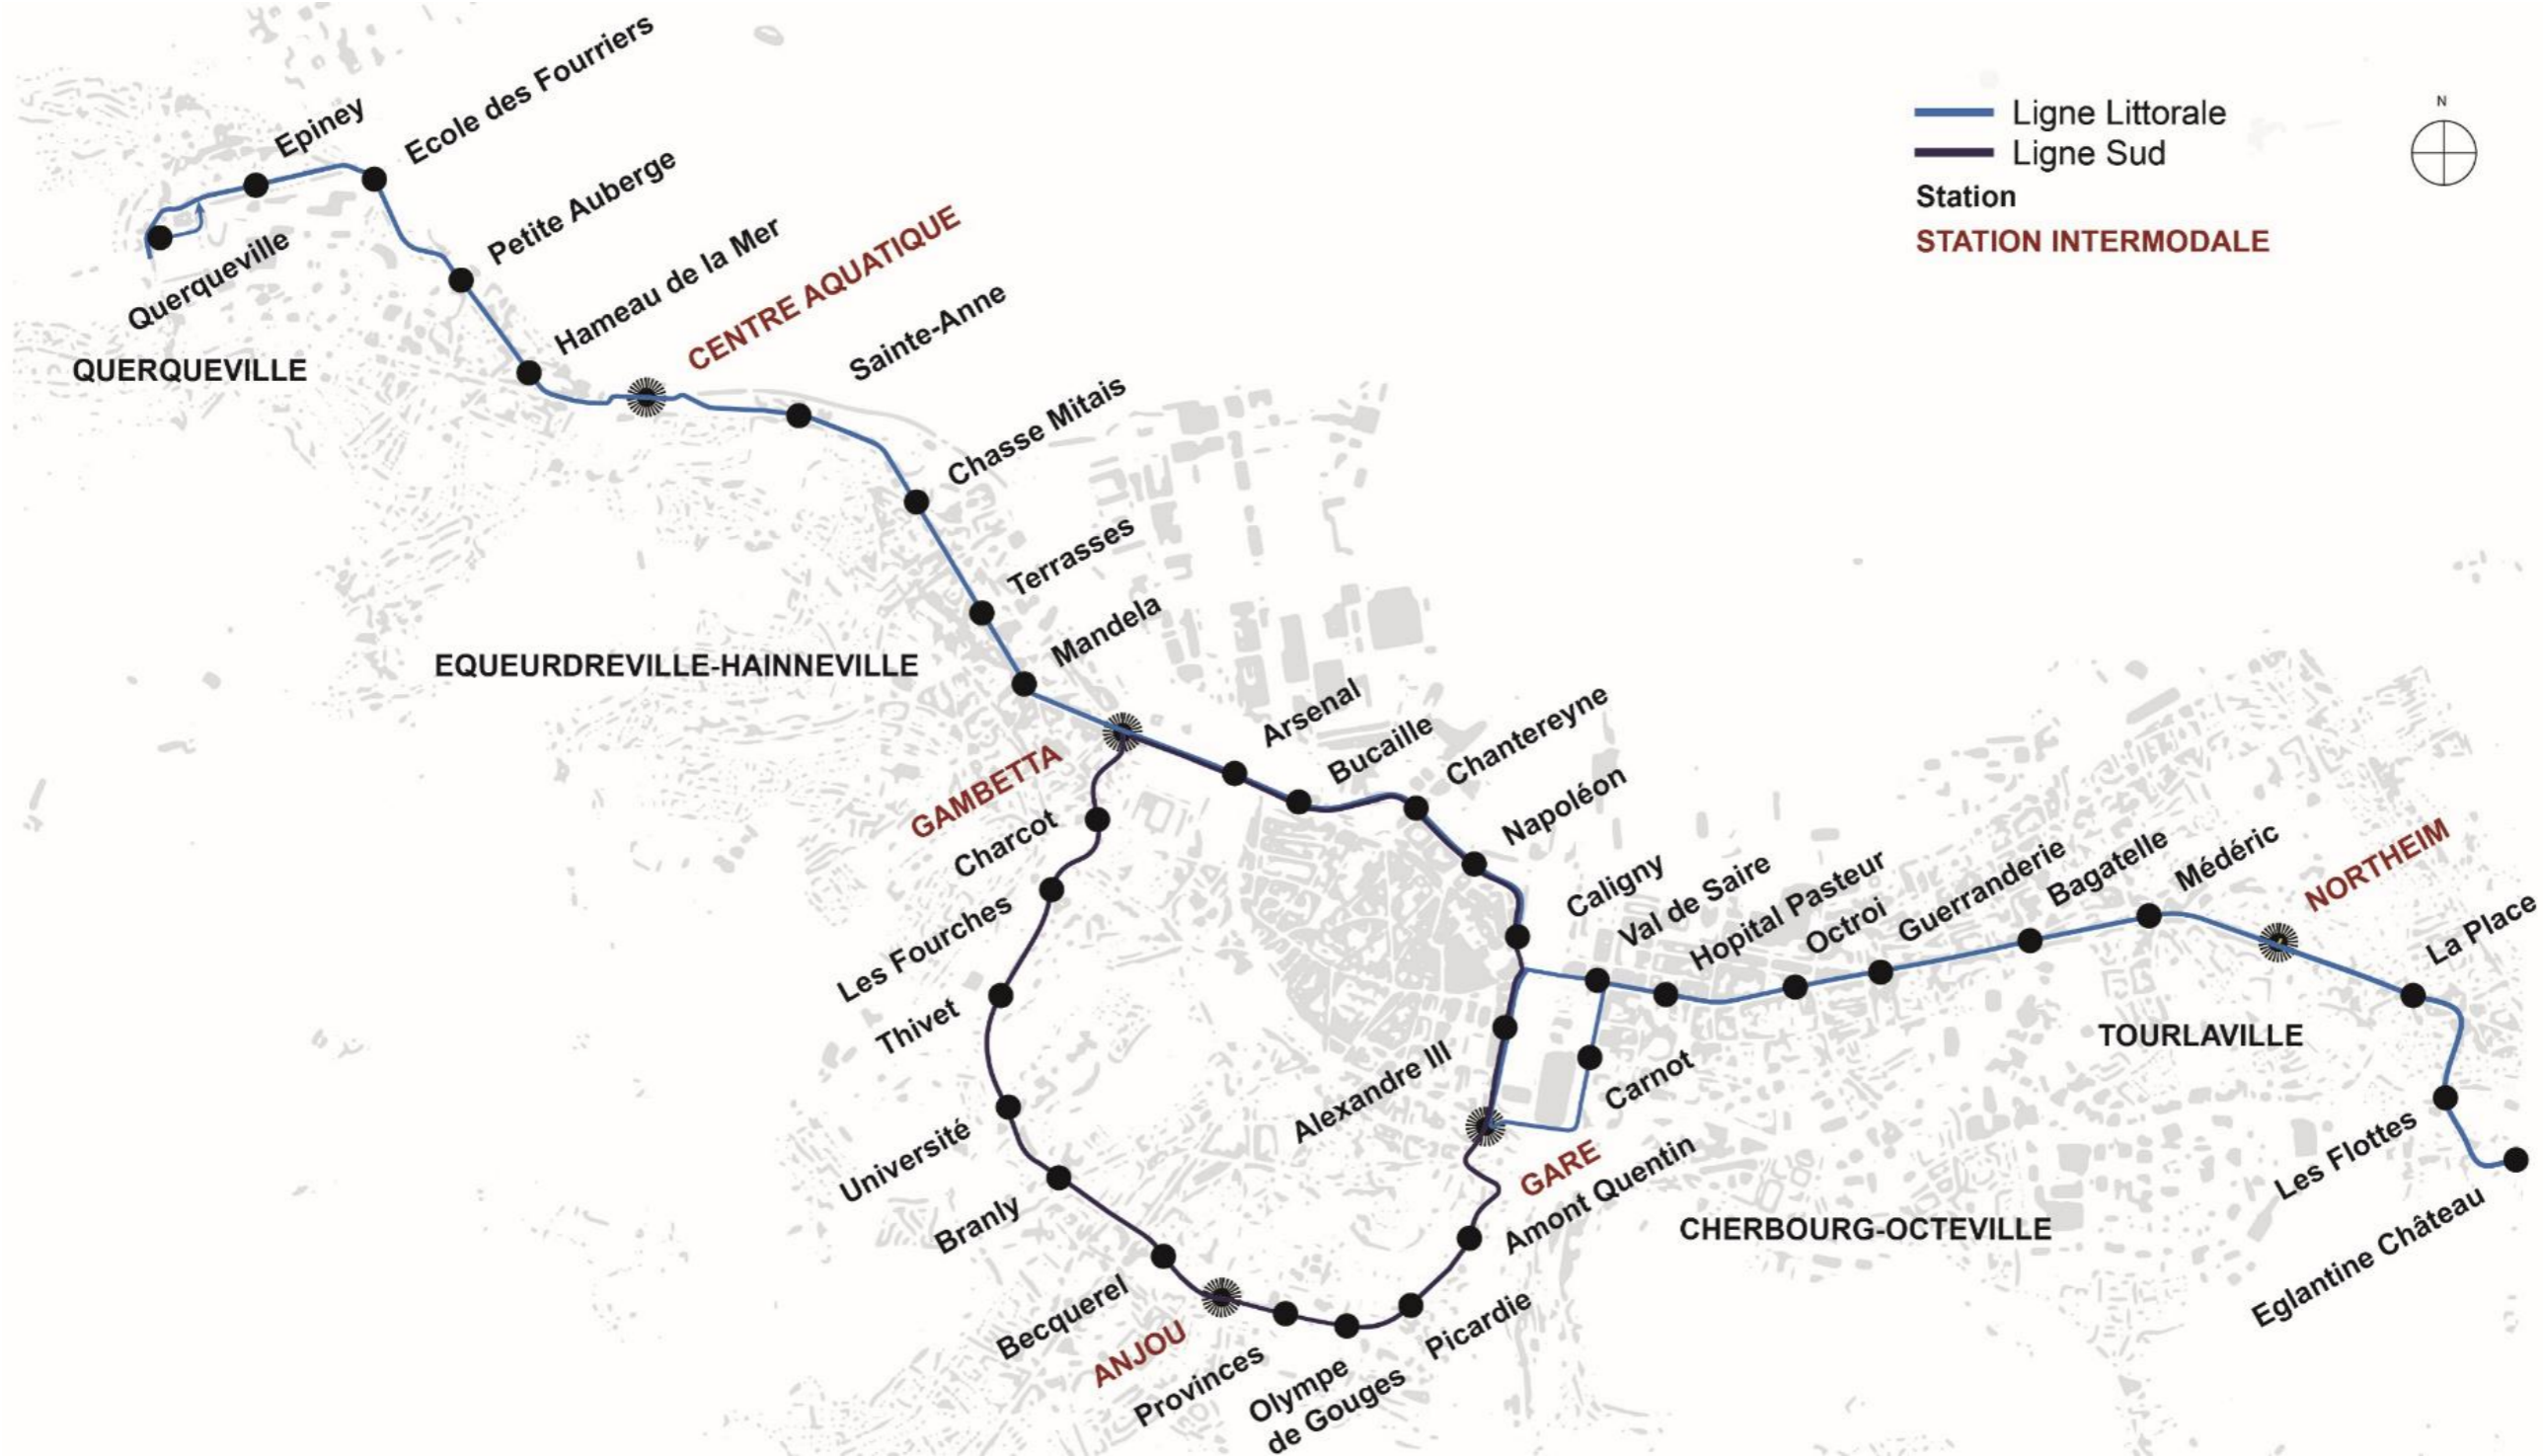 Ligne Littorale
Ligne Sud
Station
STATION INTERMODALE
N
Epiney
Ecole des Fourriers
Petite Auberge
Querqueville
Hameau de la Mer
CENTRE AQUATIQUE
Sainte-Anne
QUERQUEVILLE
Chasse Mitais
Terrasses
Mandela
EQUEURDREVILLE-HAINNEVILLE
GAMBETTA
Arsenal
Bucaille
Chantereyne
Napoléon
Caligny
Val de Saire
Hopital Pasteur
Octroi
Guerranderie
Bagatelle
Médéric
NORTHEIM
La Place
TOURLAVILLE
Les Flottes
Eglantine Château
Charcot
Les Fourches
Thivet
Université
Branly
Becquerel
ANJOU
Provinces
Olympe
de Gouges
Picardie
Amont Quentin
GARE
Carnot
Alexandre III
CHERBOURG-OCTEVILLE